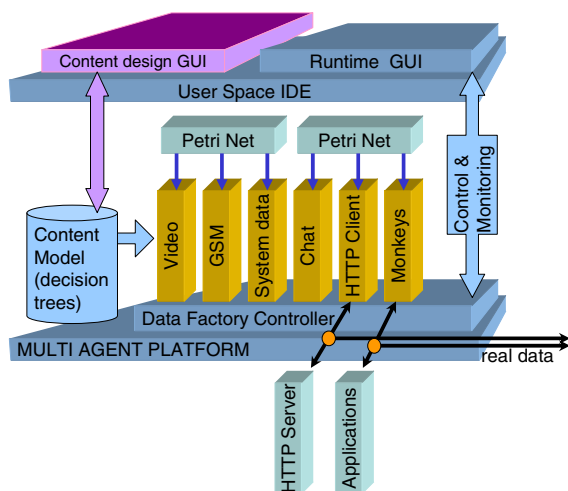 Content design GUI
Runtime GUI
User Space IDE
Petri Net
Petri Net
Control &
Monitoring
Content
Model
(decision
trees)
Video
GSM
System data
Chat
HTTP Client
Monkeys
Data Factory Controller
MULTI AGENT PLATFORM
real data
HTTP Server
Applications